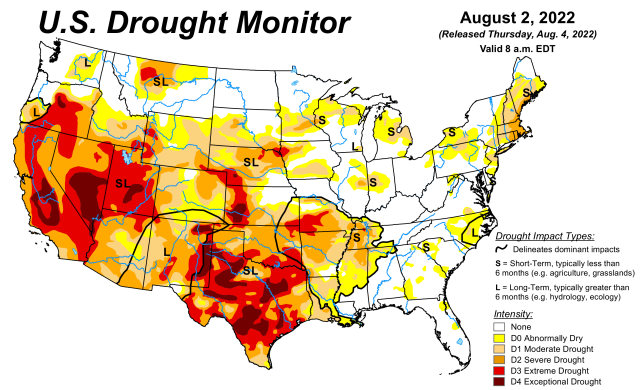 U.S. Drought Monitor
August 2, 2022
(Released Thursday, Aug. 4, 2022)
Valid 8 a.m. EDT
L
SL
S
L
S
S
L
S
S
SL
S
SL
S
L
S
L
SL
Drought Impact Types:
Delineates dominant impacts
S = Short-Term, typically less than
6 months (e.g. agriculture, grasslands)
L = Long-Term, typically greater than
6 months (e.g. hydrology, ecology)
Intensity:
None
D0 Abnormally Dry
D1 Moderate Drought
D2 Severe Drought
D3 Extreme Drought
D4 Exceptional Drought